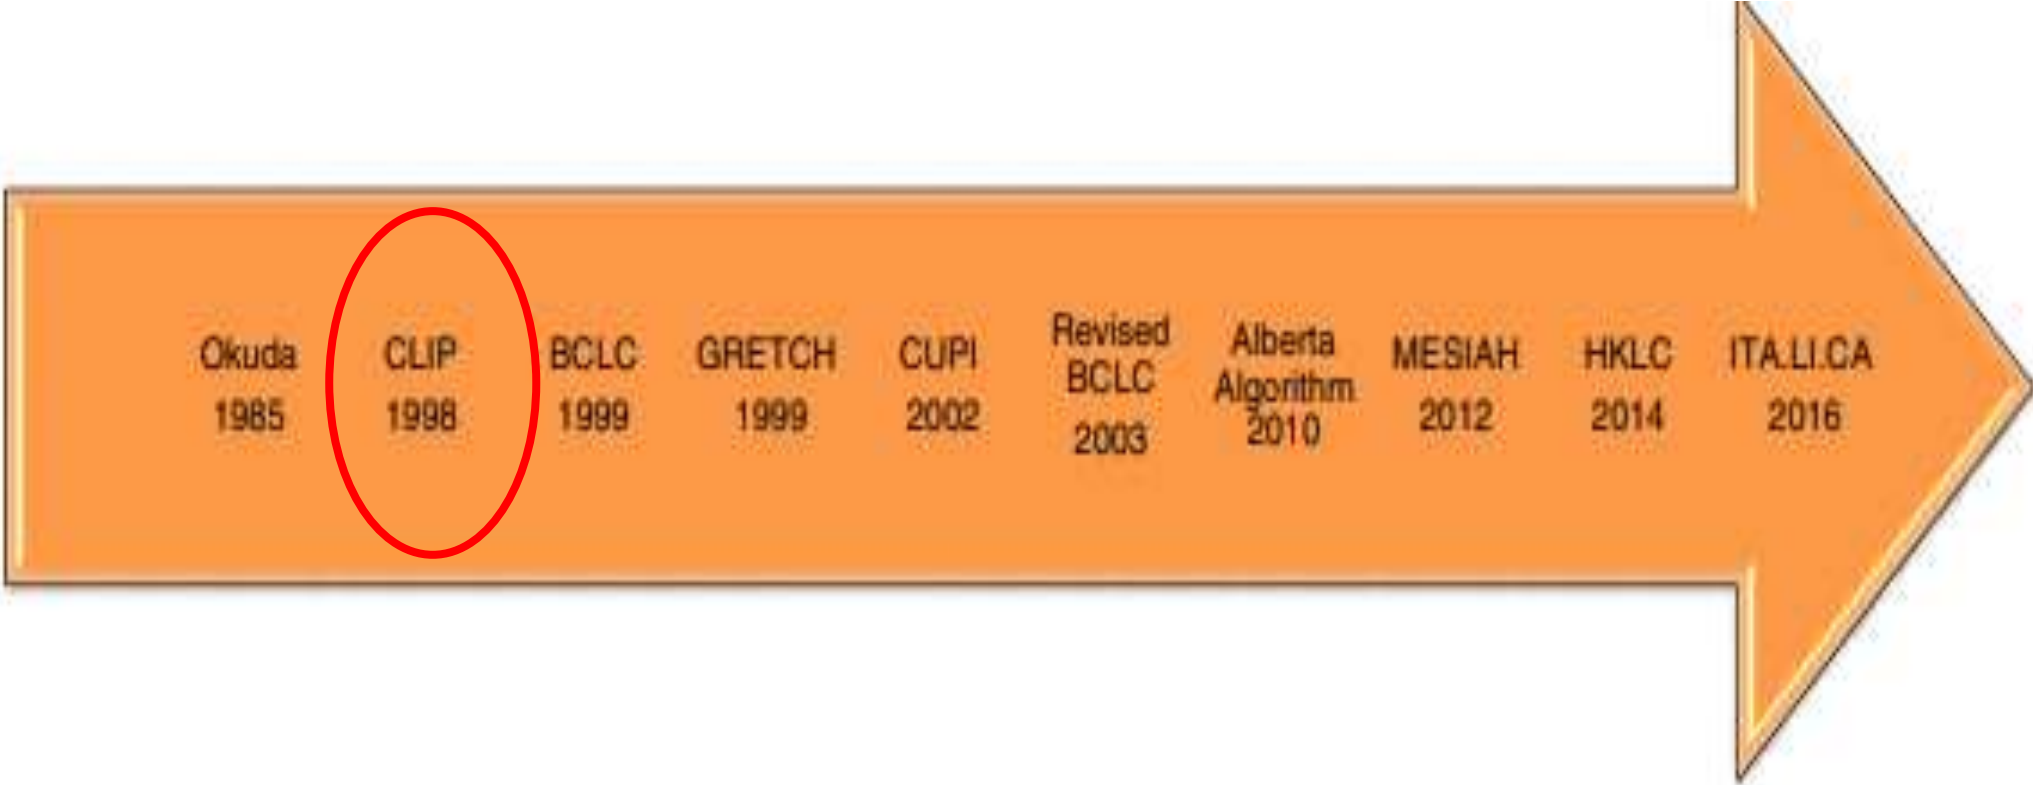 Okuda
1985
CLIP
1998
BCLC
1999
GRETCH
1999
CUPI
2002
Revised
BCLC
2003
Alberta
Algorithm
2010
MESIAH
2012
HKLC
2014
ITA.LI.CA
2016